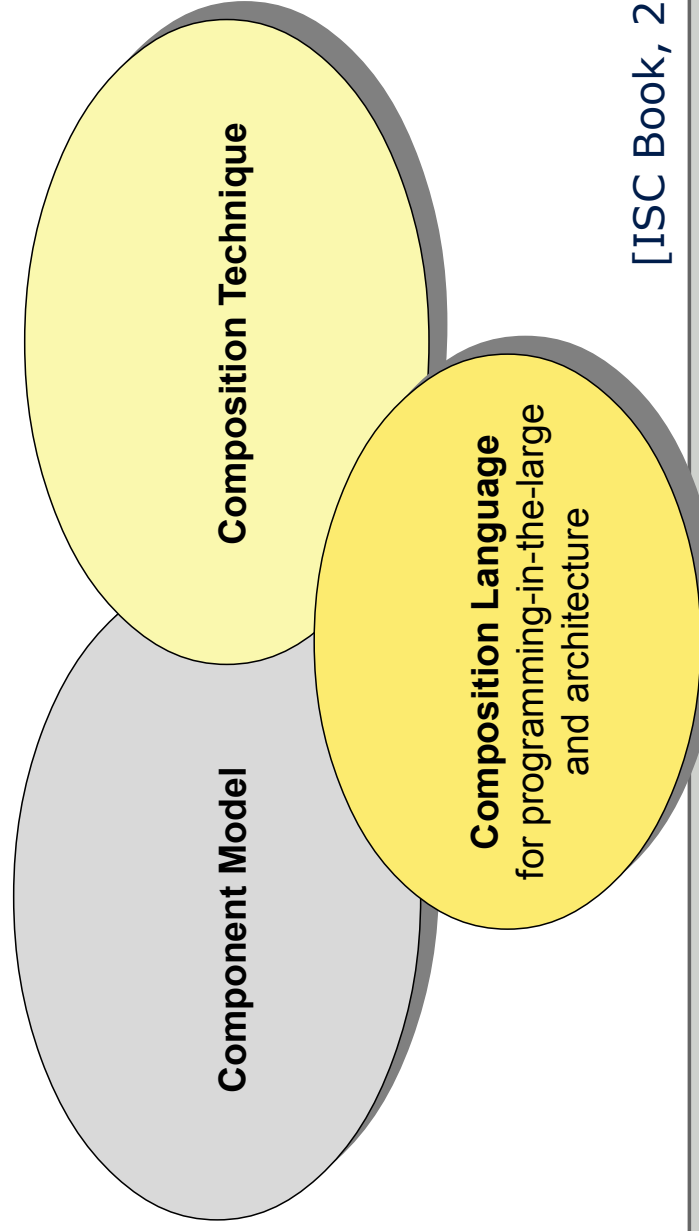 Component Model
Composition Technique
Composition Language
for programming-in-the-large
and architecture
[ISC Book, 2